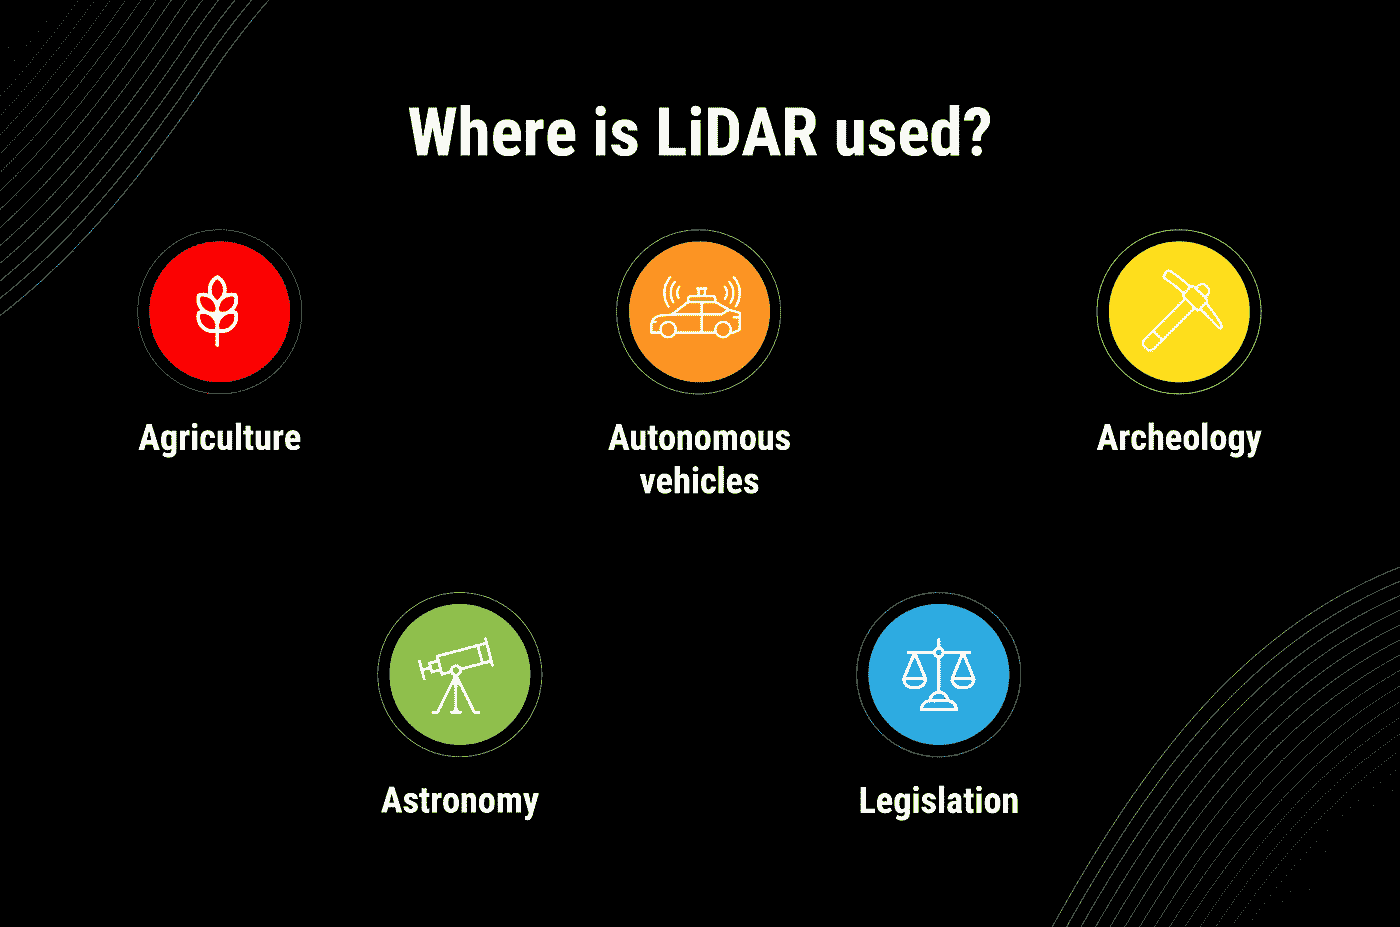 Where is LiDAR used?
Agriculture
Autonomous
vehicles
Archeology
Astronomy
Legislation